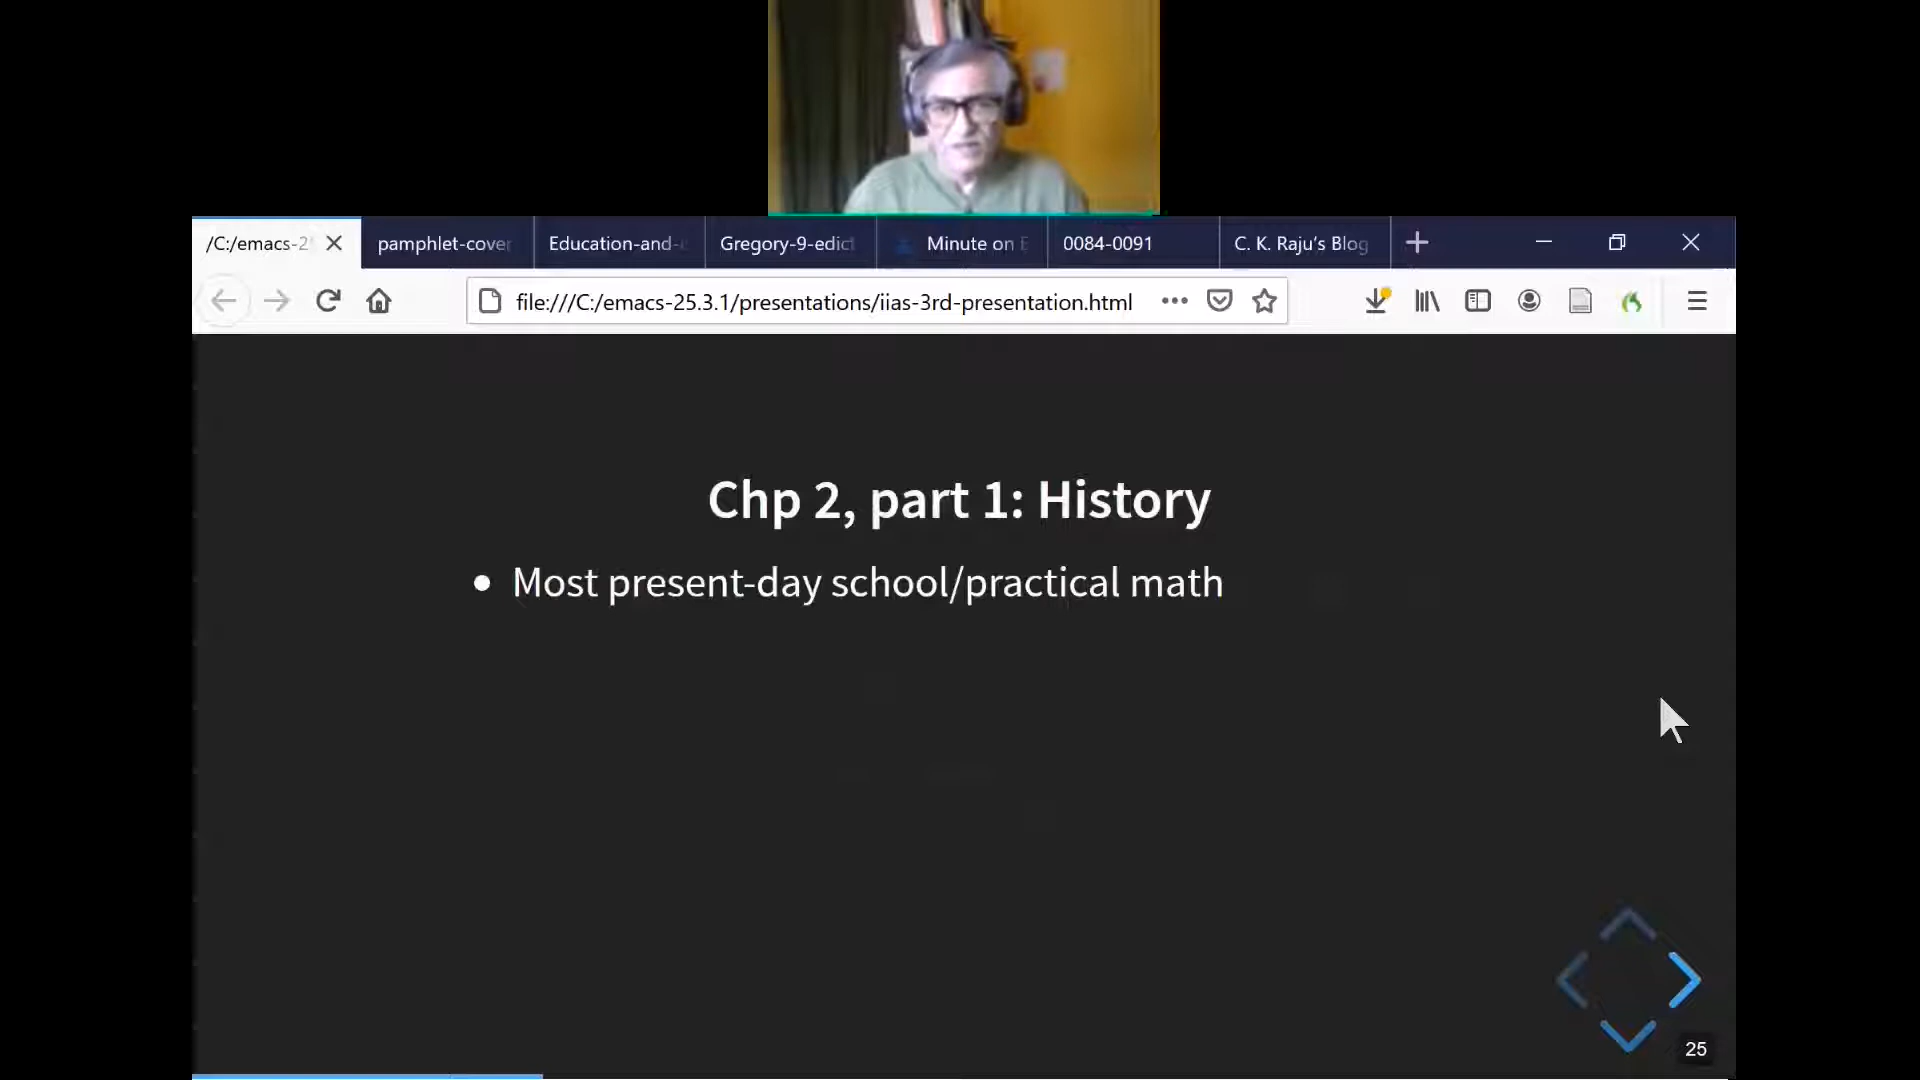 /C:/emacs-2
pamphlet-cover
Education-and-
Gregory-9-edict
Minute on E
0084-0091
C. K. Raju’s Blog
file:///C:/emacs-25.3.1/presentations/iias-3rd-presentation.html
Chp 2, part 1: History
• Most present-day school/practical math
25